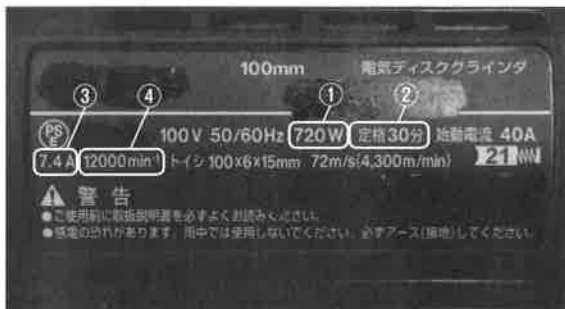 ③ ④ ① ②
100mm 電気ディスクグラインダ
PS E 100V 50/60Hz 720W 定格30分 始動電流 40A
7.4A 12000min⁻¹ トイシ 100×6×15mm 72m/s(4,300m/min) 21
警告
●ご使用前に取扱説明書を必ずよくお読みください。
●感電の恐れがあります。雨中では使用しないでください。必ずアース(接地)してください。